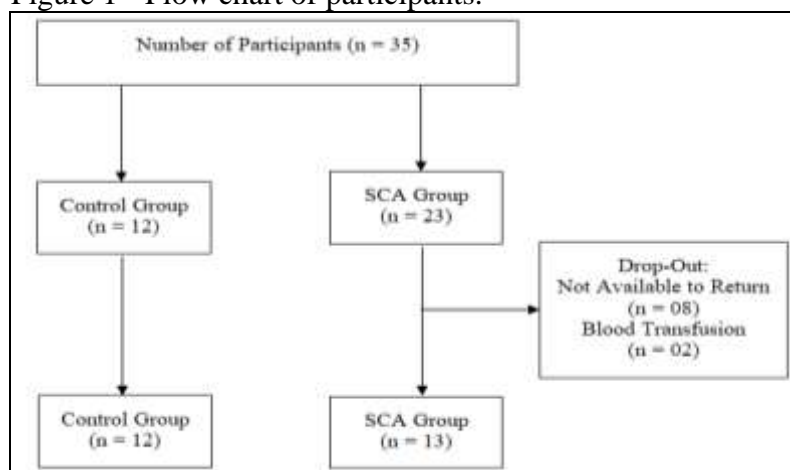 Figure 1 - Flow chart of participants.
Number of Participants (n = 35)
Control Group
(n = 12)
SCA Group
(n = 23)
Drop-Out:
Not Available to Return
(n = 08)
Blood Transfusion
(n = 02)
Control Group
(n = 12)
SCA Group
(n = 13)